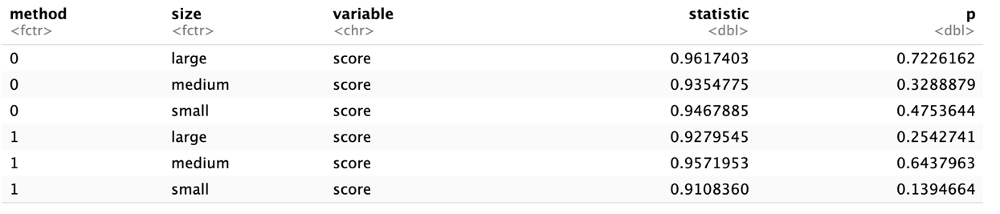 method size variable statistic p
<fctr> <fctr> <chr> <dbl> <dbl>
0 large score 0.9617403 0.7226162
0 medium score 0.9354775 0.3288879
0 small score 0.9467885 0.4753644
1 large score 0.9279545 0.2542741
1 medium score 0.9571953 0.6437963
1 small score 0.9108360 0.1394664